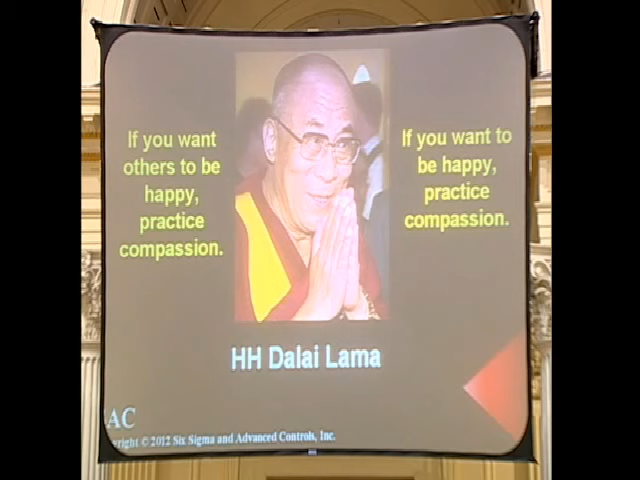 If you want
others to be
happy,
practice
compassion.
If you want to
be happy,
practice
compassion.
HH Dalai Lama
AC
© 2012 Six Sigma and Advanced Controls, Inc.